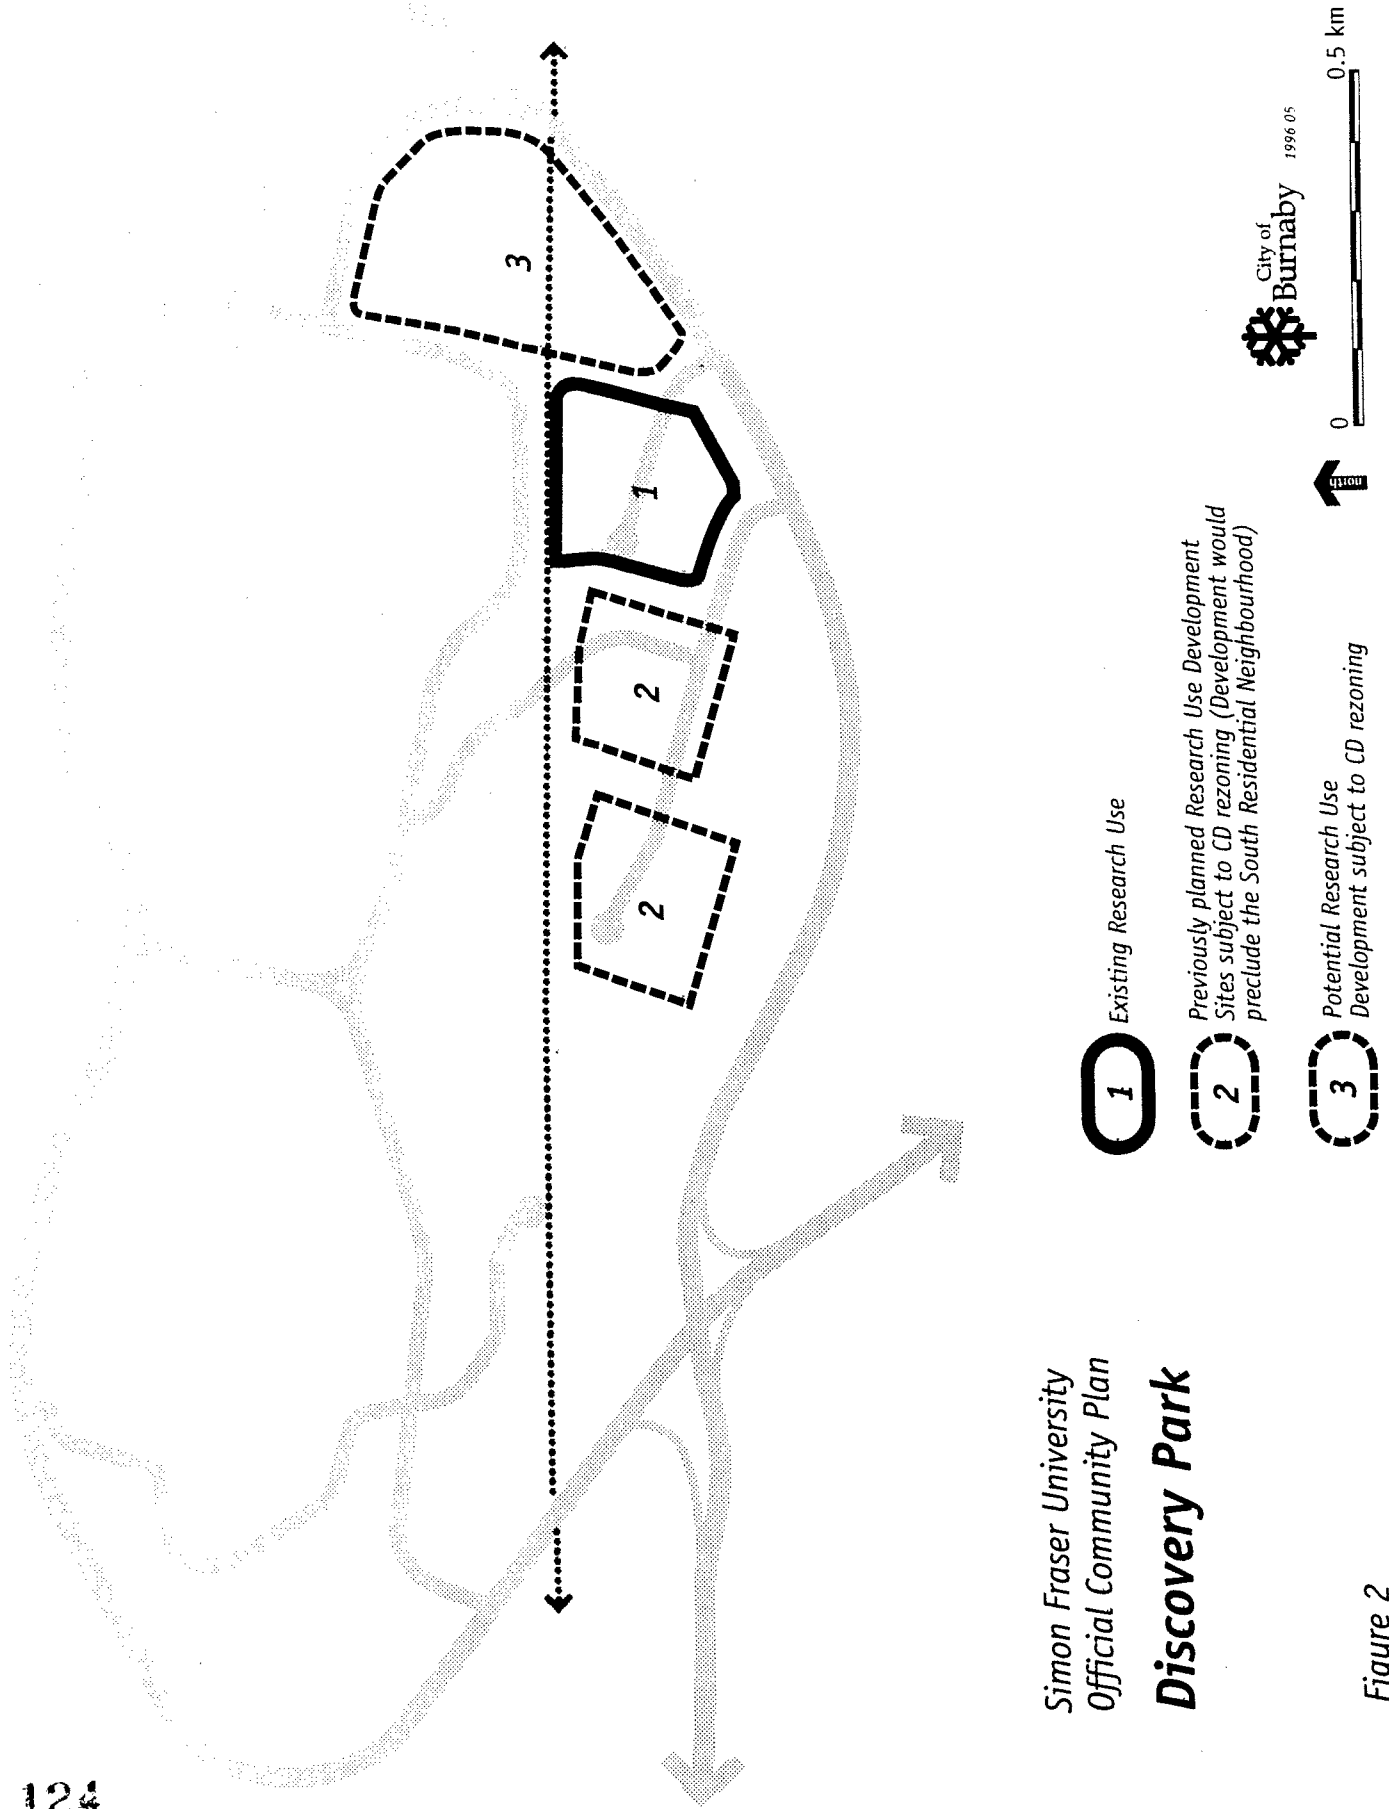 124
3
1
2
2
Simon Fraser University
Official Community Plan
Discovery Park
Figure 2
1 Existing Research Use
2 Previously planned Research Use Development
Sites subject to CD rezoning (Development would
preclude the South Residential Neighbourhood)
3 Potential Research Use
Development subject to CD rezoning
City of
Burnaby 1996 05
north
0 0.5 km